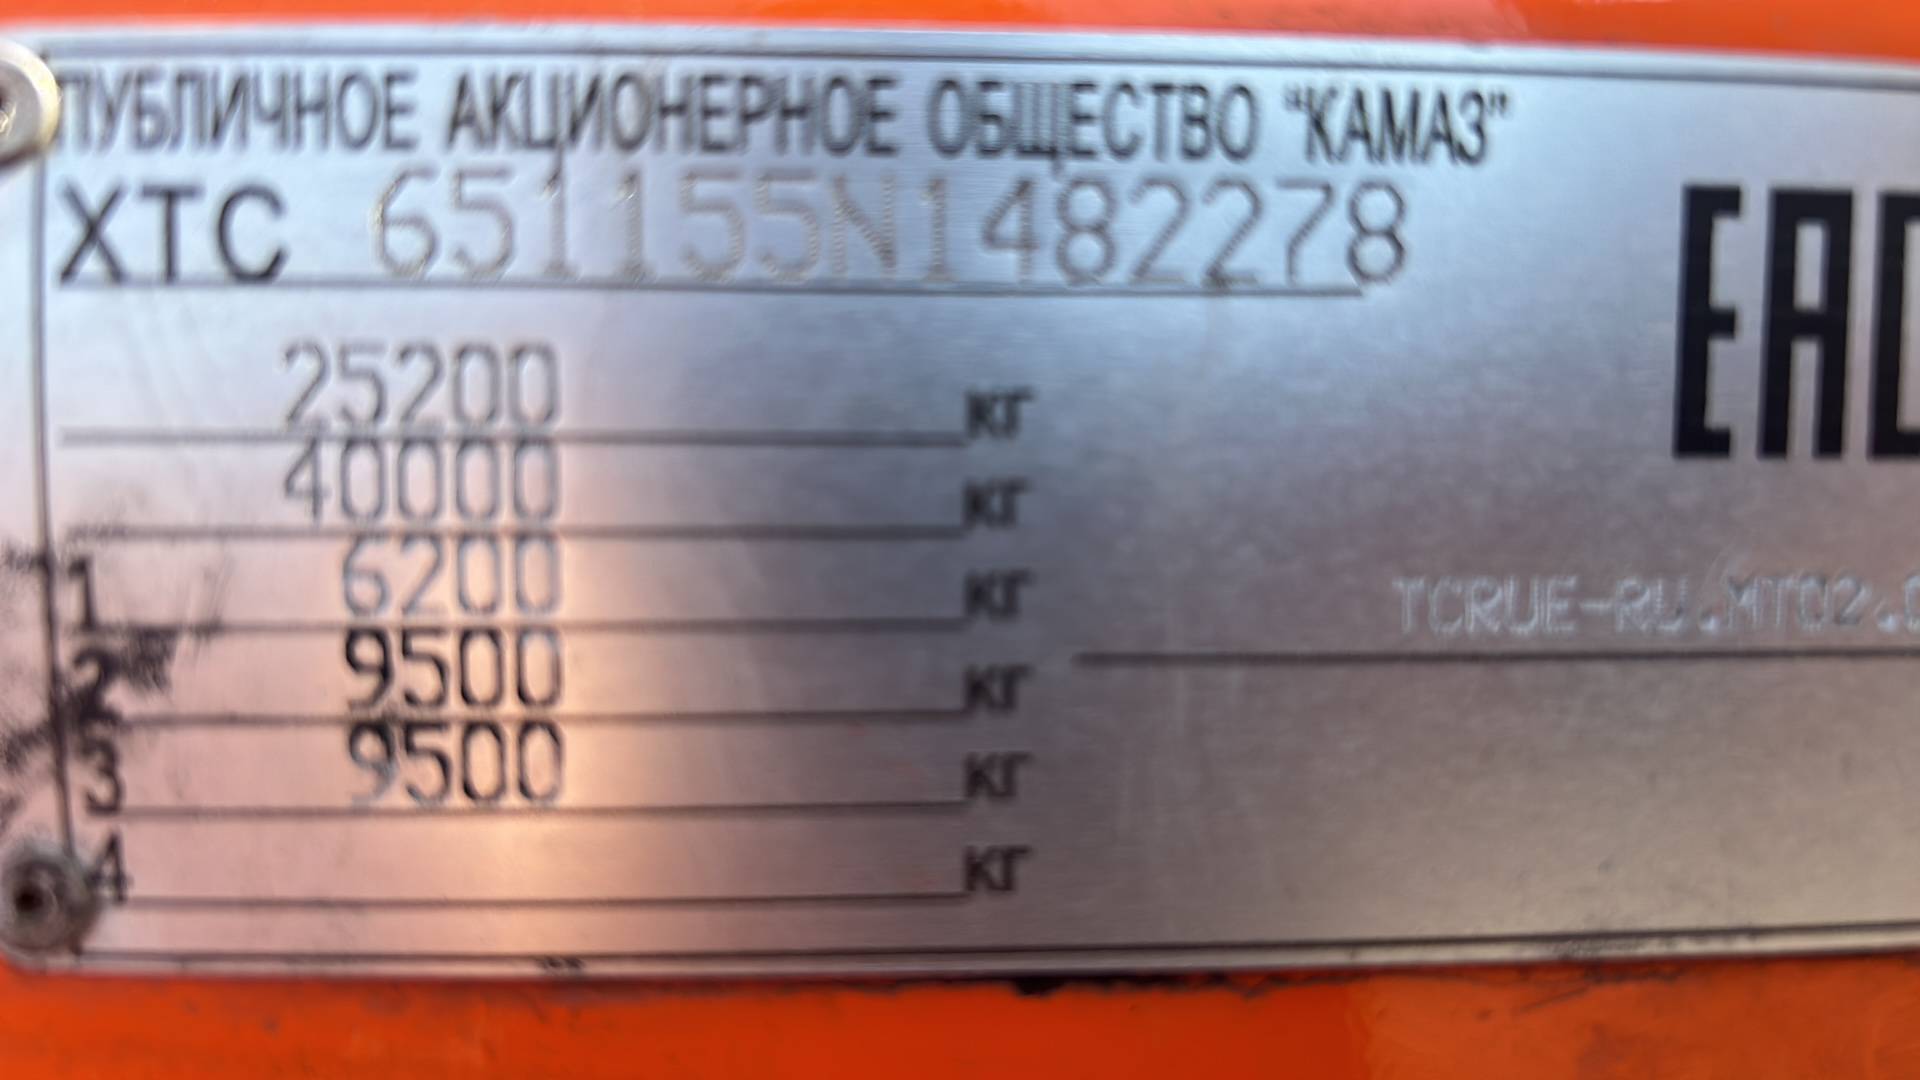 ПУБЛИЧНОЕ АКЦИОНЕРНОЕ ОБЩЕСТВО "КАМАЗ"
XTC 651155N1482278
EAC
25200 кг
40000 кг
1 6200 кг
TCRUE-RU.MT02.
2 9500 кг
3 9500 кг
4 кг